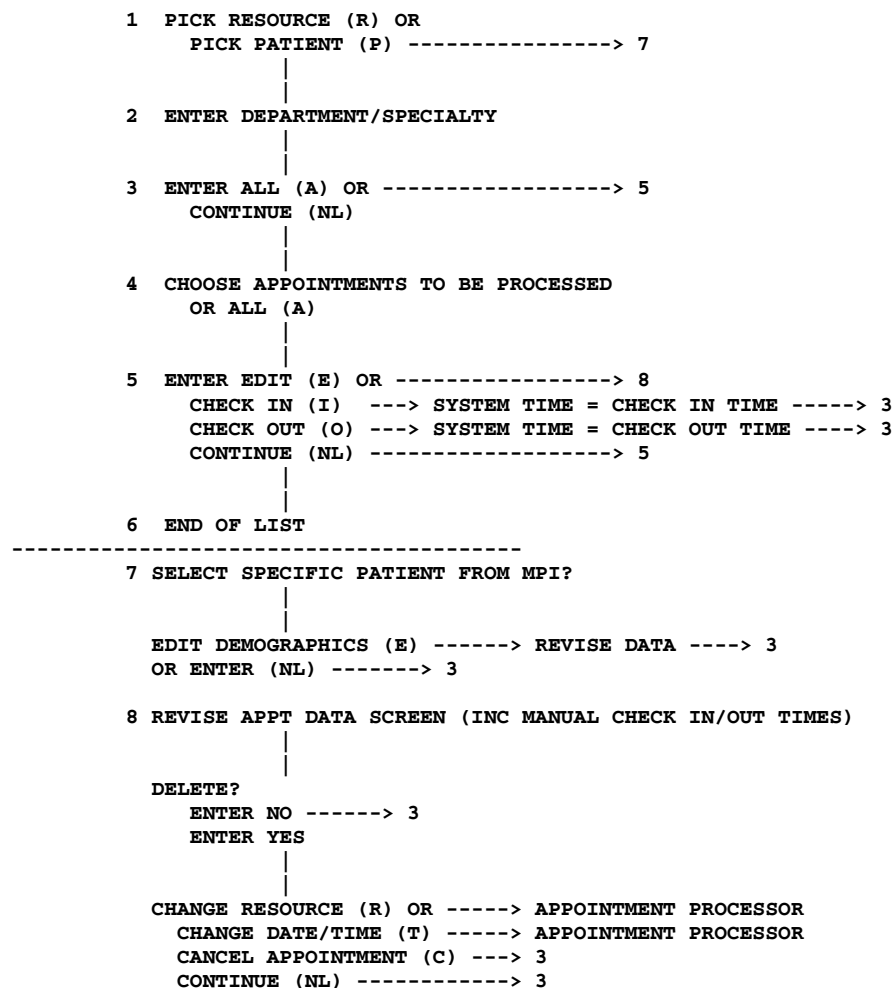 1 PICK RESOURCE (R) OR
PICK PATIENT (P) ----------------> 7
|
|
2 ENTER DEPARTMENT/SPECIALTY
|
|
3 ENTER ALL (A) OR ------------------> 5
CONTINUE (NL)
|
|
4 CHOOSE APPOINTMENTS TO BE PROCESSED
OR ALL (A)
|
|
5 ENTER EDIT (E) OR -----------------> 8
CHECK IN (I) ---> SYSTEM TIME = CHECK IN TIME -----> 3
CHECK OUT (O) ---> SYSTEM TIME = CHECK OUT TIME ----> 3
CONTINUE (NL) -------------------> 5
|
|
6 END OF LIST
----------------------------------------
7 SELECT SPECIFIC PATIENT FROM MPI?
|
|
EDIT DEMOGRAPHICS (E) ------> REVISE DATA ----> 3
OR ENTER (NL) -------> 3
8 REVISE APPT DATA SCREEN (INC MANUAL CHECK IN/OUT TIMES)
|
|
DELETE?
ENTER NO ------> 3
ENTER YES
|
|
CHANGE RESOURCE (R) OR -----> APPOINTMENT PROCESSOR
CHANGE DATE/TIME (T) -----> APPOINTMENT PROCESSOR
CANCEL APPOINTMENT (C) ---> 3
CONTINUE (NL) ------------> 3